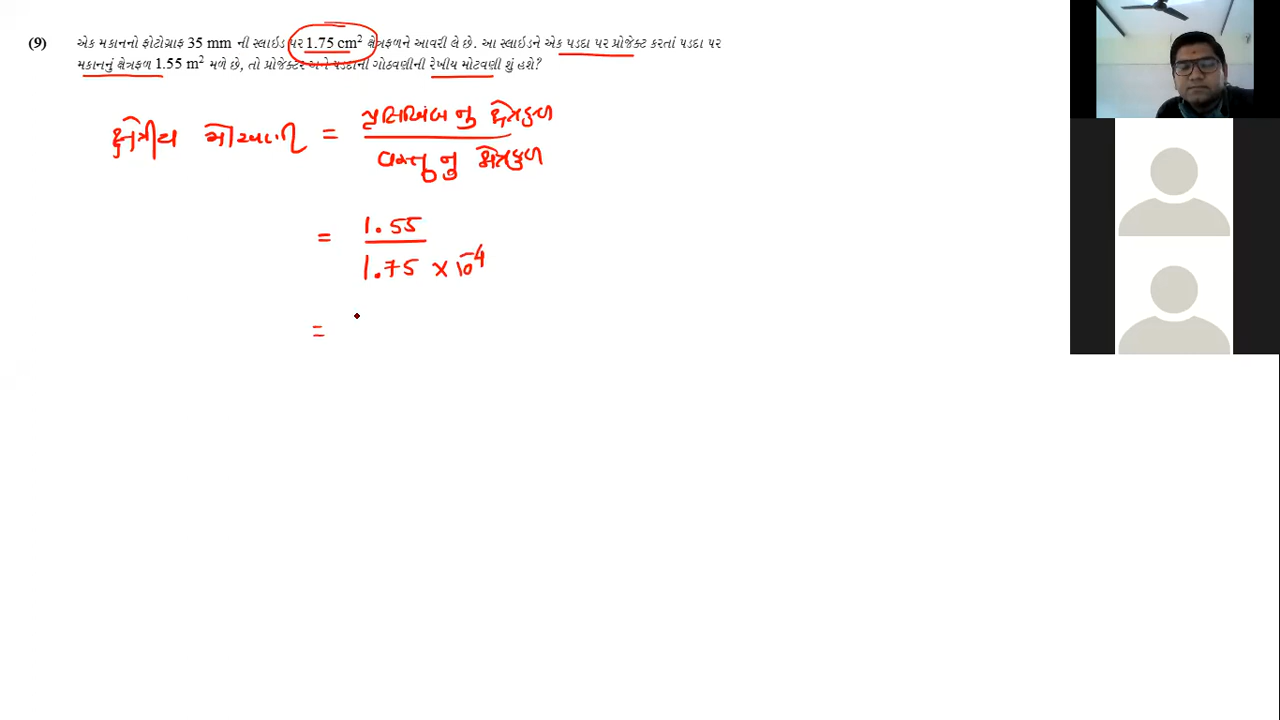 (9) એક મકાનનો ફોટોગ્રાફ 35 mm ની સ્લાઇડ પર 1.75 cm² ક્ષેત્રફળને આવરી લે છે. આ સ્લાઇડને એક પડદા પર પ્રોજેક્ટ કરતાં પડદા પર
મકાનનું ક્ષેત્રફળ 1.55 m² મળે છે, તો પ્રોજેક્ટર અને પડદાની ગોઠવણીની રેખીય મોટવણી શું હશે?
ક્ષેત્રીય મોટવણી = પ્રતિબિંબ નુ ક્ષેત્રફળ
વસ્તુ નુ ક્ષેત્રફળ
= 1.55
1.75 × 10⁻⁴
=